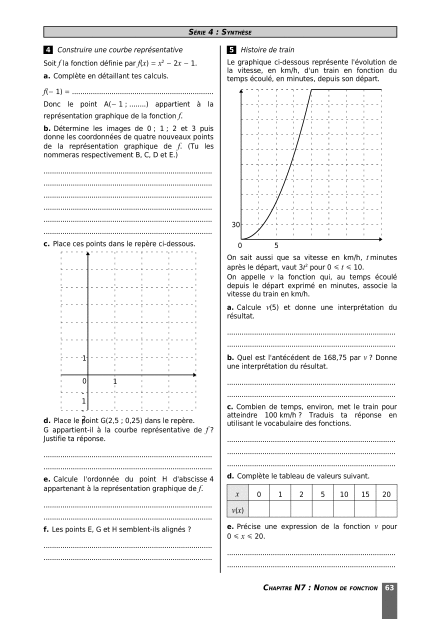 Série 4 : Synthèse
4 Construire une courbe représentative
Soit f la fonction définie par f(x) = x² − 2x − 1.
a. Complète en détaillant tes calculs.
f(− 1) = ........................................................
Donc le point A(− 1 ; ........) appartient à la
représentation graphique de la fonction f.
b. Détermine les images de 0 ; 1 ; 2 et 3 puis
donne les coordonnées de quatre nouveaux points
de la représentation graphique de f. (Tu les
nommeras respectivement B, C, D et E.)
c. Place ces points dans le repère ci-dessous.
1
0 1
1
d. Place le point G(2,5 ; 0,25) dans le repère.
G appartient-il à la courbe représentative de f ?
Justifie ta réponse.
e. Calcule l'ordonnée du point H d'abscisse 4
appartenant à la représentation graphique de f.
f. Les points E, G et H semblent-ils alignés ?
5 Histoire de train
Le graphique ci-dessous représente l'évolution de
la vitesse, en km/h, d'un train en fonction du
temps écoulé, en minutes, depuis son départ.
30
0 5
On sait aussi que sa vitesse en km/h, t minutes
après le départ, vaut 3t² pour 0 ⩽ t ⩽ 10.
On appelle v la fonction qui, au temps écoulé
depuis le départ exprimé en minutes, associe la
vitesse du train en km/h.
a. Calcule v(5) et donne une interprétation du
résultat.
b. Quel est l'antécédent de 168,75 par v ? Donne
une interprétation du résultat.
c. Combien de temps, environ, met le train pour
atteindre 100 km/h ? Traduis ta réponse en
utilisant le vocabulaire des fonctions.
d. Complète le tableau de valeurs suivant.
x 0 1 2 5 10 15 20
v(x)
e. Précise une expression de la fonction v pour
0 ⩽ x ⩽ 20.
Chapitre N7 : Notion de fonction 63